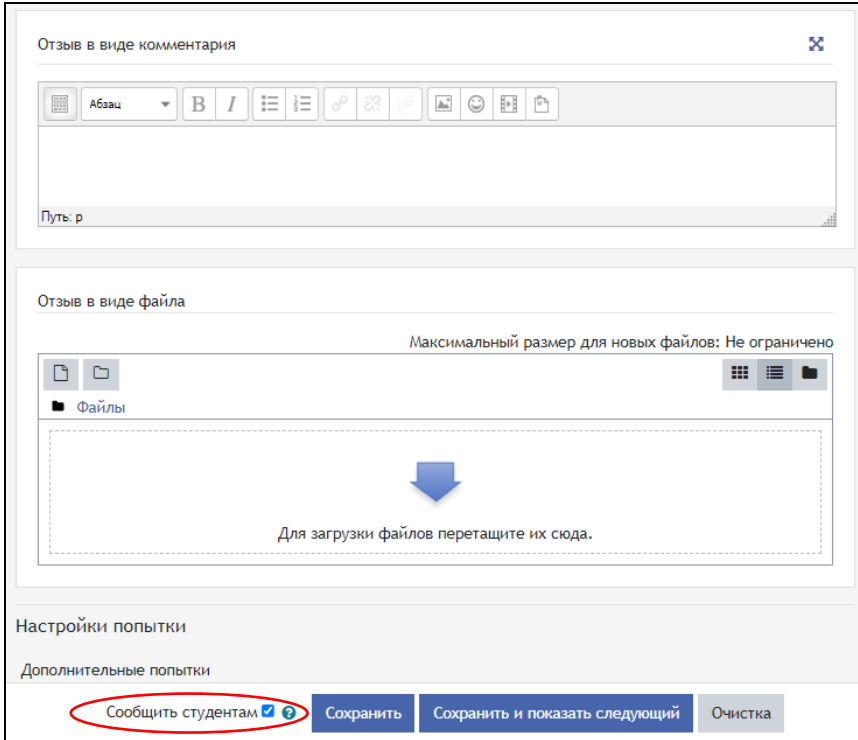 Отзыв в виде комментария
Абзац B I
Путь: p
Отзыв в виде файла
Максимальный размер для новых файлов: Не ограничено
Файлы
Для загрузки файлов перетащите их сюда.
Настройки попытки
Дополнительные попытки
Сообщить студентам ? Сохранить Сохранить и показать следующий Очистка